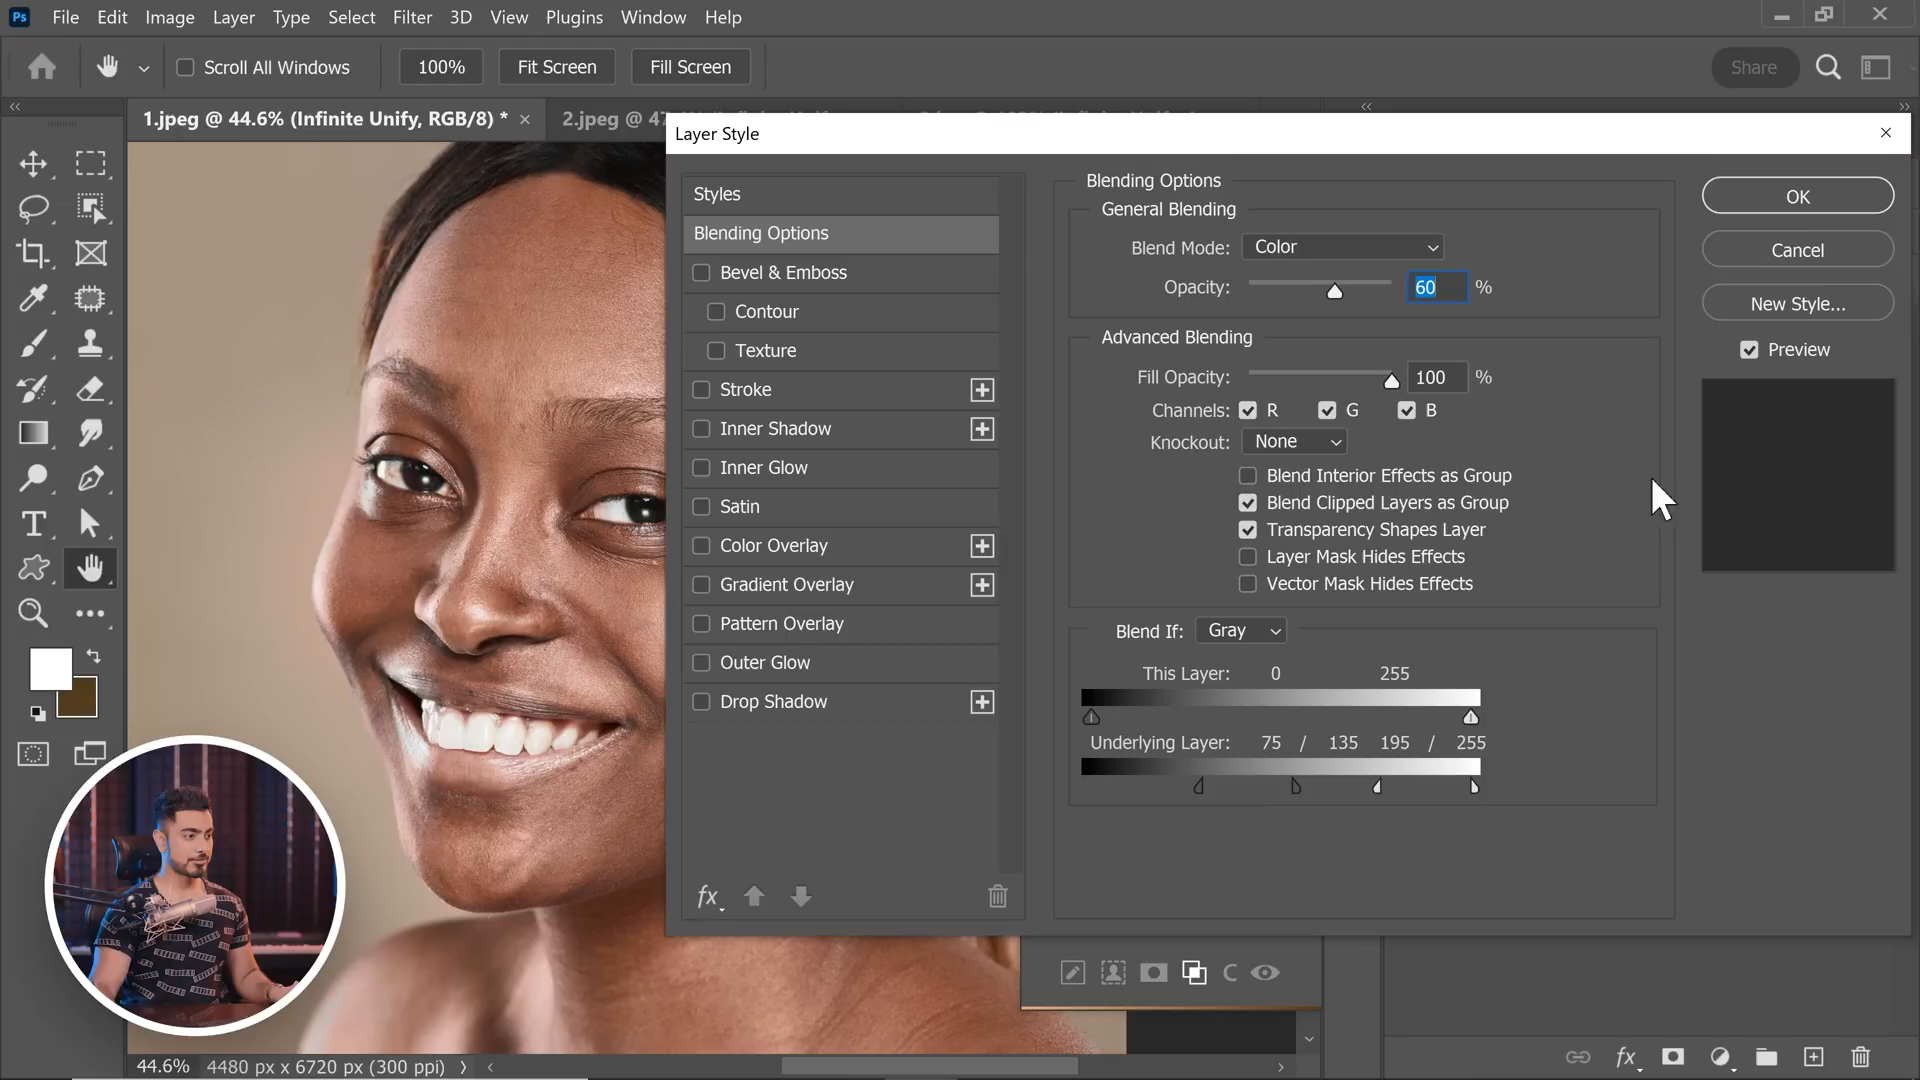 Ps File Edit Image Layer Type Select Filter 3D View Plugins Window Help
Scroll All Windows 100% Fit Screen Fill Screen Share
1.jpeg @ 44.6% (Infinite Unify, RGB/8) * × 2.jpeg @ 47
Layer Style
Styles
Blending Options
Bevel & Emboss
Contour
Texture
Stroke
Inner Shadow
Inner Glow
Satin
Color Overlay
Gradient Overlay
Pattern Overlay
Outer Glow
Drop Shadow
fx
Blending Options
General Blending
Blend Mode: Color
Opacity: 60 %
Advanced Blending
Fill Opacity: 100 %
Channels: R G B
Knockout: None
Blend Interior Effects as Group
Blend Clipped Layers as Group
Transparency Shapes Layer
Layer Mask Hides Effects
Vector Mask Hides Effects
Blend If: Gray
This Layer: 0 255
Underlying Layer: 75 / 135 195 / 255
OK
Cancel
New Style...
Preview
44.6% 4480 px x 6720 px (300 ppi)
fx